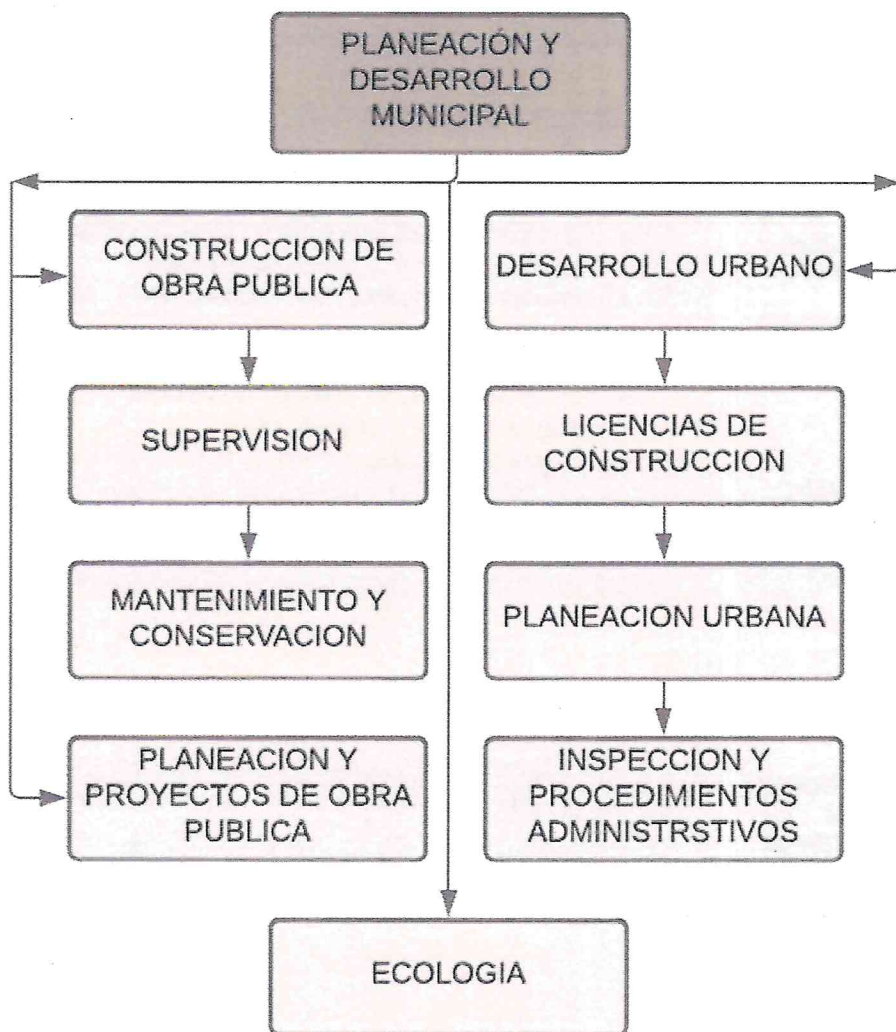 PLANEACIÓN Y
DESARROLLO
MUNICIPAL
CONSTRUCCION DE
OBRA PUBLICA
DESARROLLO URBANO
SUPERVISION
LICENCIAS DE
CONSTRUCCION
MANTENIMIENTO Y
CONSERVACION
PLANEACION URBANA
PLANEACION Y
PROYECTOS DE OBRA
PUBLICA
INSPECCION Y
PROCEDIMIENTOS
ADMINISTRSTIVOS
ECOLOGIA